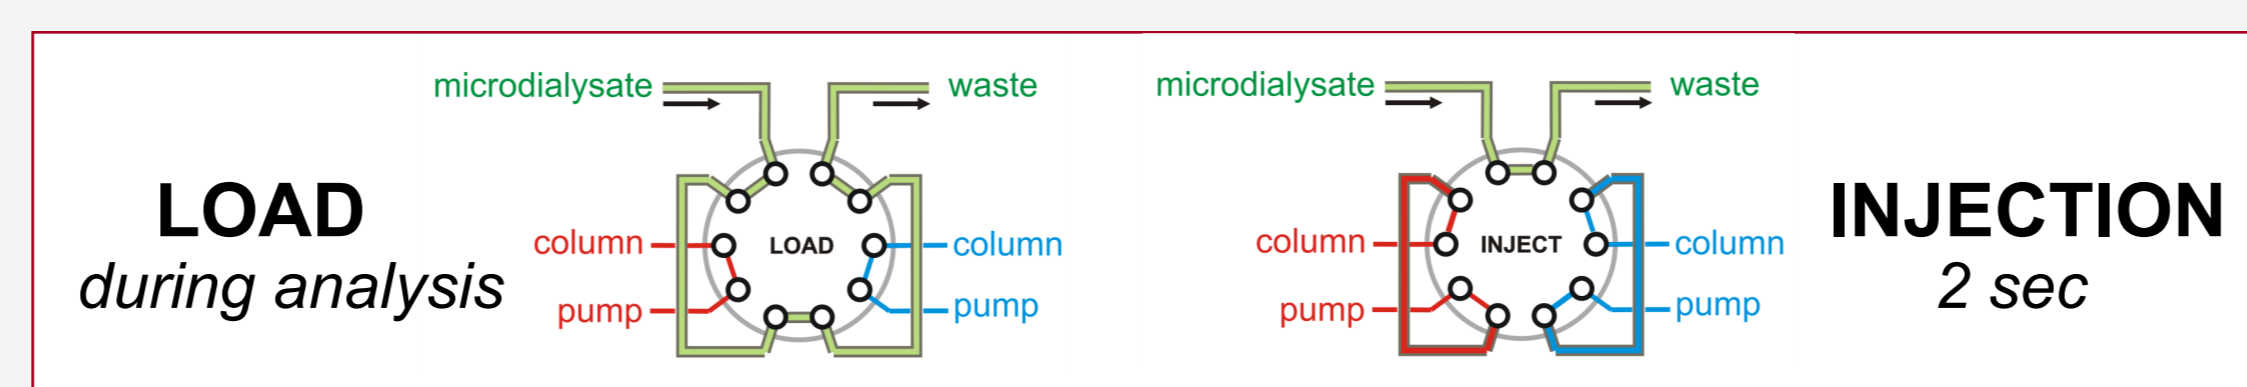 LOAD
during analysis
microdialysate
waste
column
pump
LOAD
column
pump
microdialysate
waste
column
pump
INJECT
column
pump
INJECTION
2 sec